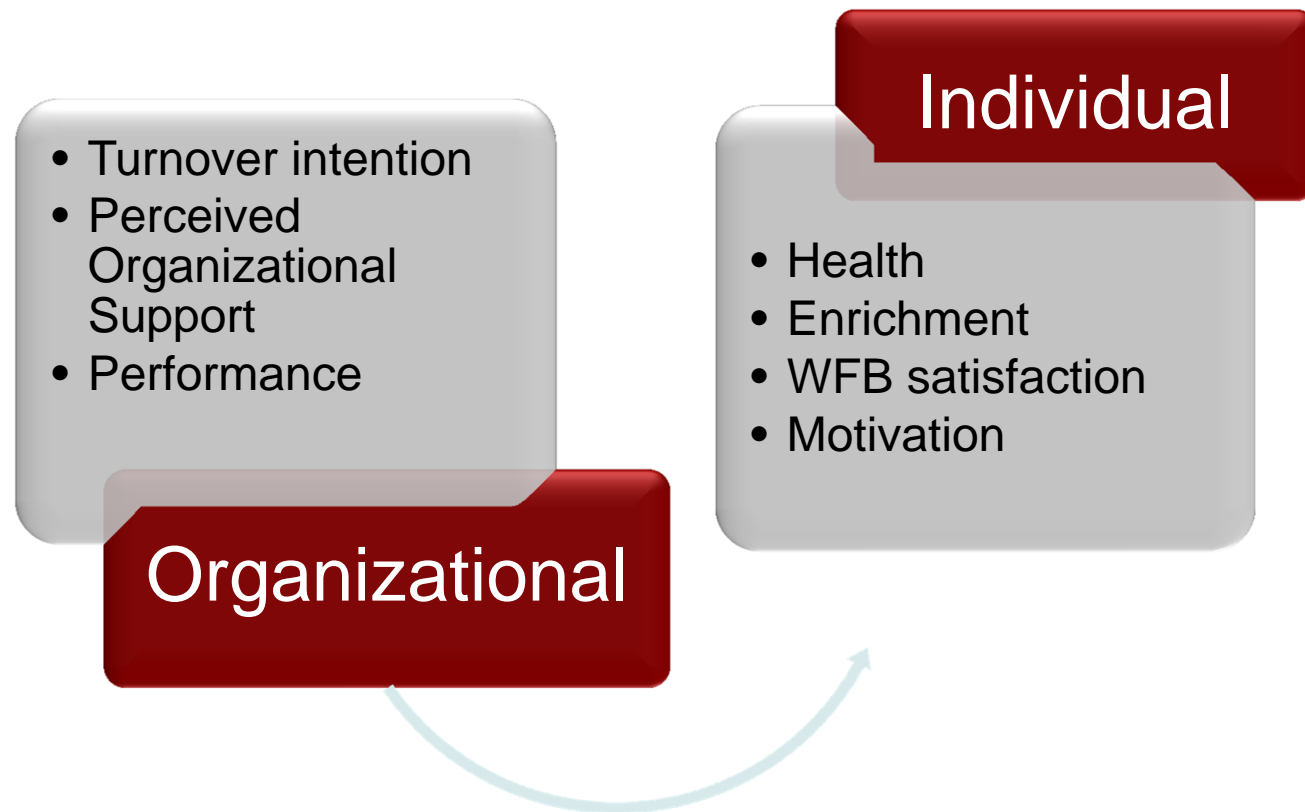 • Turnover intention
• Perceived
Organizational
Support
• Performance
Organizational
Individual
• Health
• Enrichment
• WFB satisfaction
• Motivation